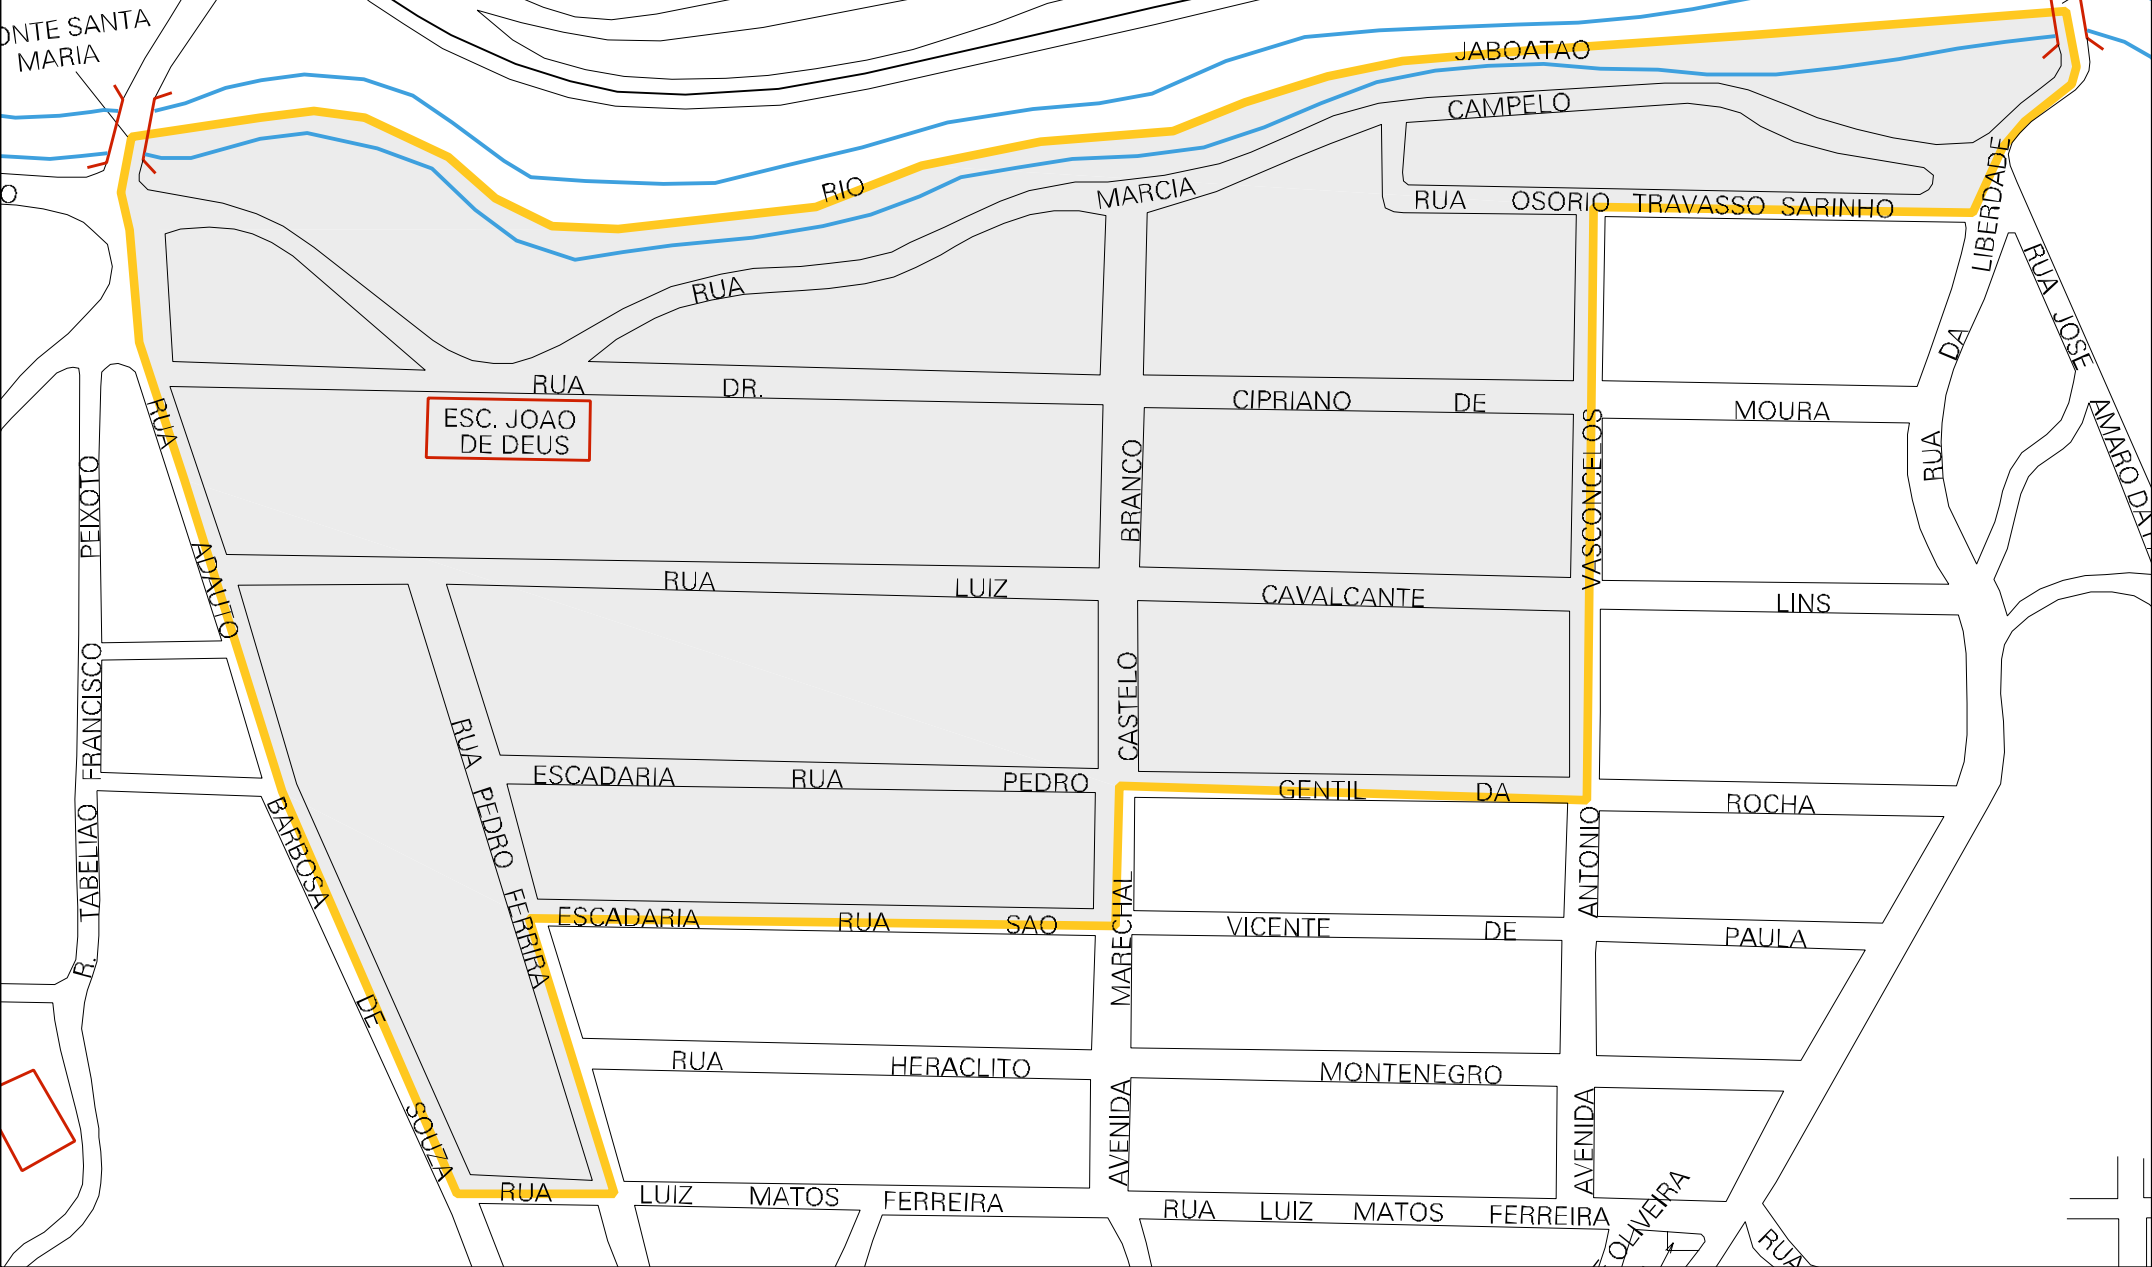 ONTE SANTA
MARIA
O
JABOATAO
CAMPELO
RIO
MARCIA
RUA
RUA OSORIO TRAVASSO SARINHO
LIBERDADE
DA
RUA
RUA JOSE
AMARO DA
RUA DR. CIPRIANO DE MOURA
ESC. JOAO
DE DEUS
RUA
ADAUTO
BARBOSA
DE
SOUZA
PEIXOTO
FRANCISCO
TABELIAO
R.
BRANCO
CASTELO
MARECHAL
AVENIDA
VASCONCELOS
ANTONIO
AVENIDA
RUA LUIZ CAVALCANTE LINS
RUA PEDRO FERRIRA
ESCADARIA RUA PEDRO GENTIL DA ROCHA
ESCADARIA RUA SAO VICENTE DE PAULA
RUA HERACLITO MONTENEGRO
RUA LUIZ MATOS FERREIRA
RUA LUIZ MATOS FERREIRA
OLIVEIRA
RUA